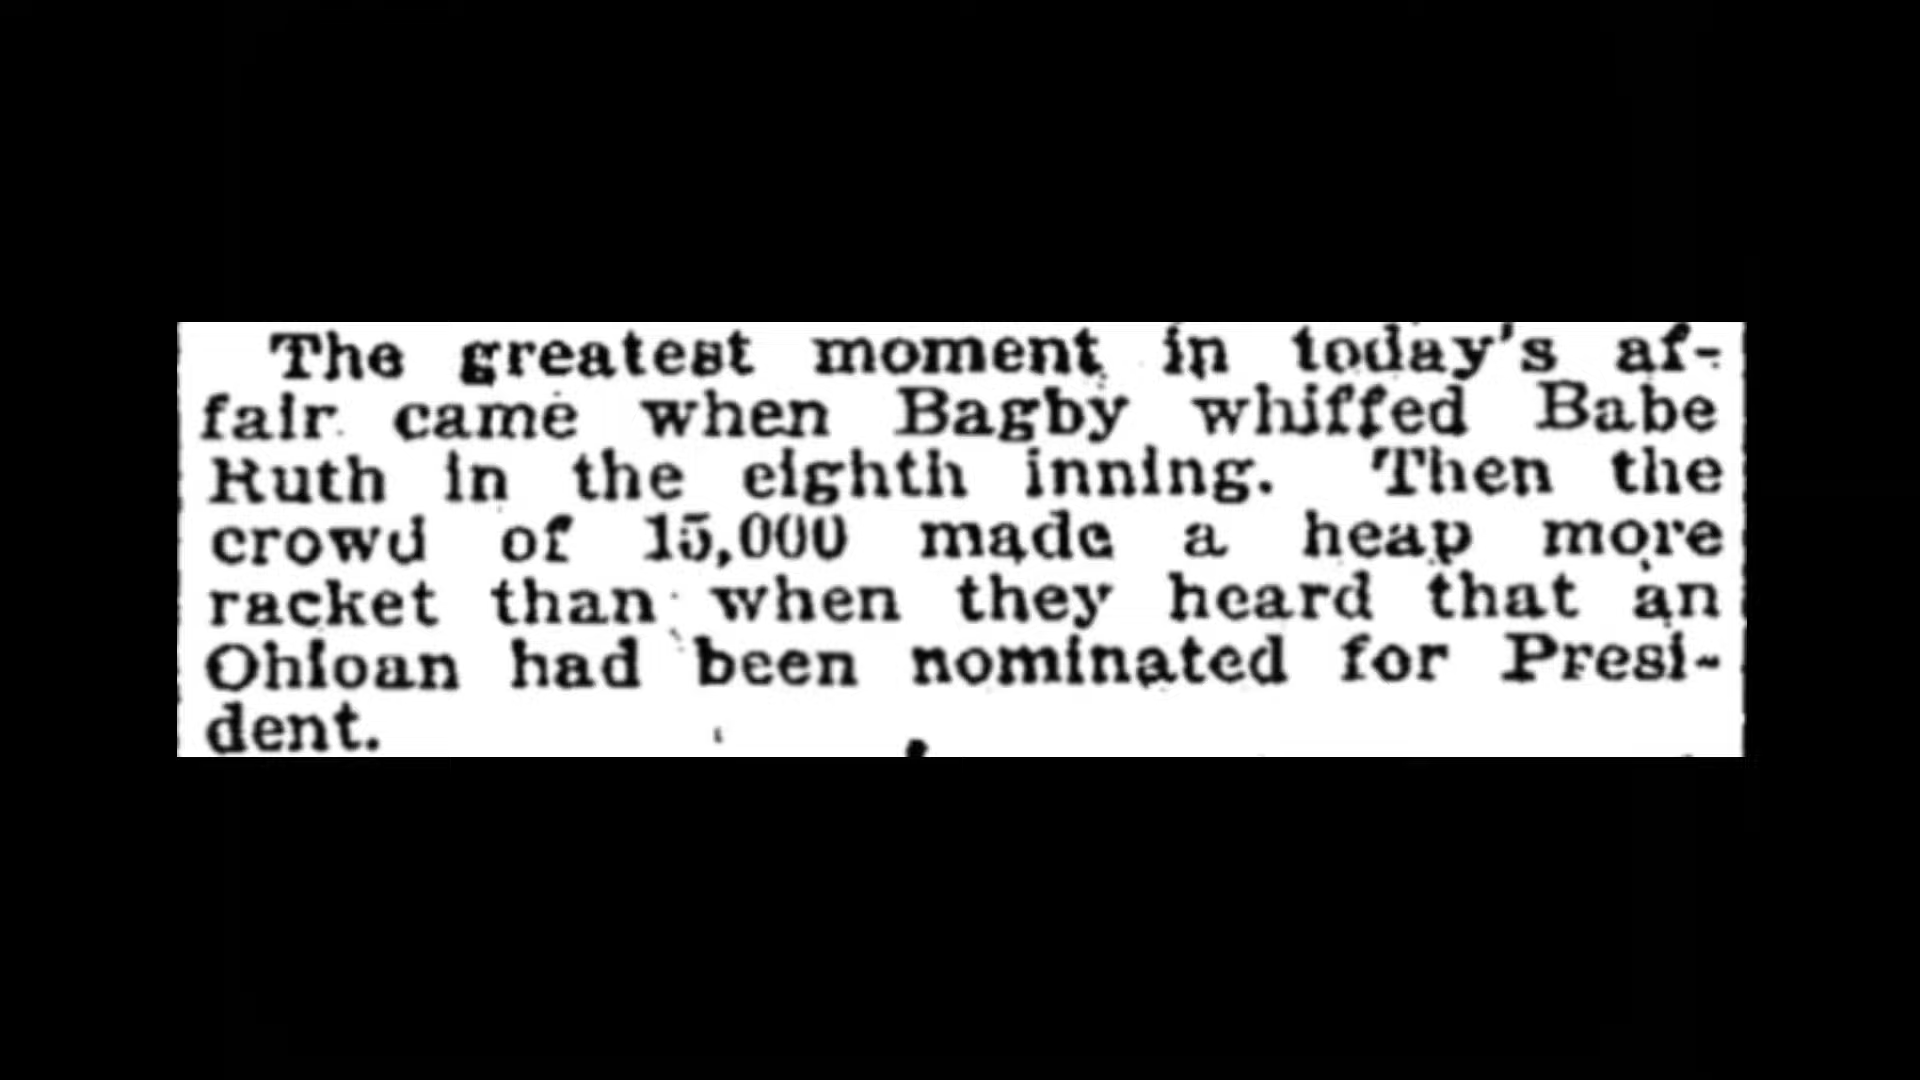 The greatest moment in today's af-
fair came when Bagby whiffed Babe
Ruth in the eighth inning. Then the
crowd of 15,000 made a heap more
racket than when they heard that an
Ohioan had been nominated for Presi-
dent.